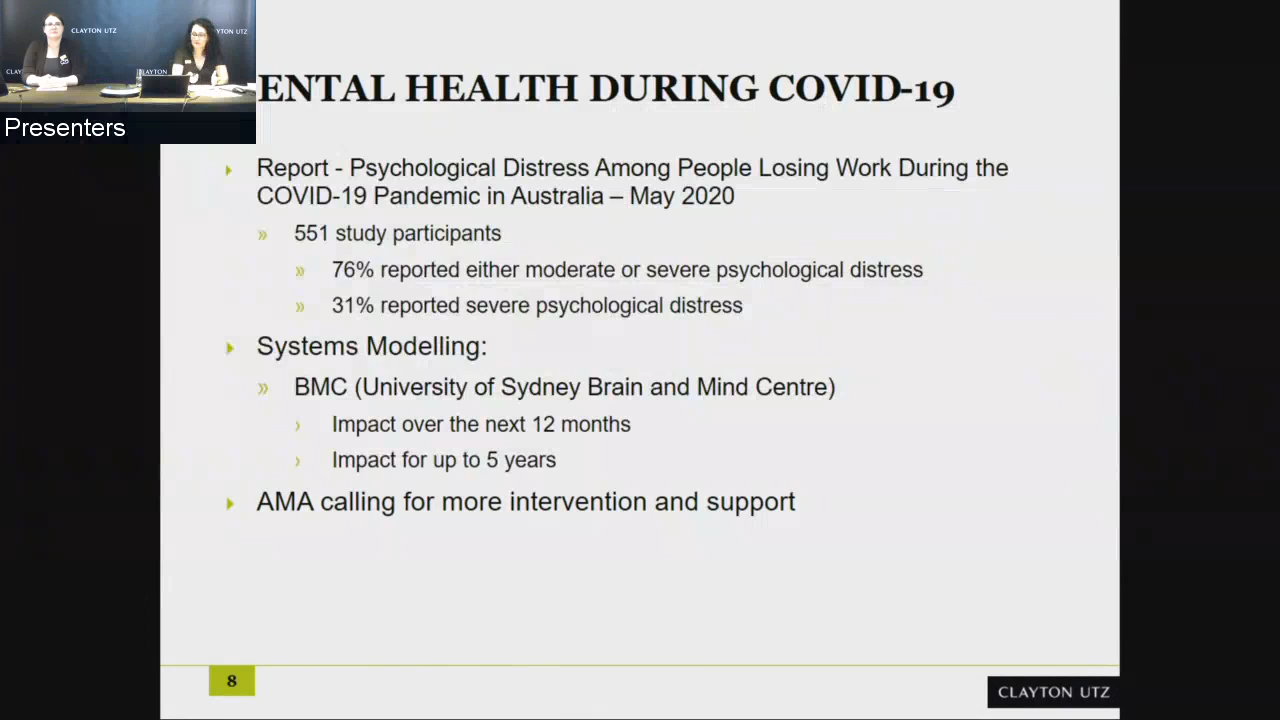 CLAYTON UTZ
YTON UTZ
CLAY
CLAYTON
Presenters
ENTAL HEALTH DURING COVID-19
Report - Psychological Distress Among People Losing Work During the
COVID-19 Pandemic in Australia – May 2020
551 study participants
76% reported either moderate or severe psychological distress
31% reported severe psychological distress
Systems Modelling:
BMC (University of Sydney Brain and Mind Centre)
Impact over the next 12 months
Impact for up to 5 years
AMA calling for more intervention and support
8
CLAYTON UTZ